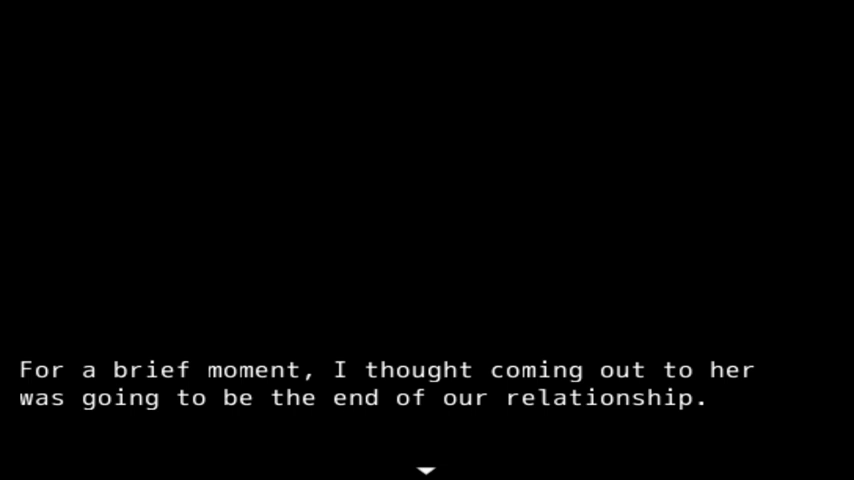 For a brief moment, I thought coming out to her
was going to be the end of our relationship.